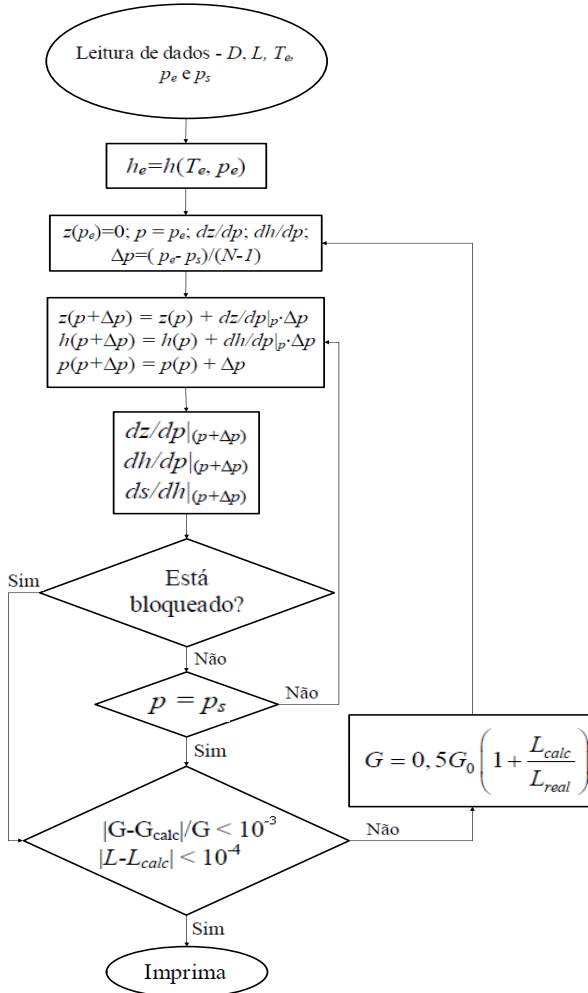 Leitura de dados - D, L, Tₑ,
pₑ e pₛ
hₑ=h(Tₑ, pₑ)
z(pₑ)=0; p = pₑ; dz/dp; dh/dp;
Δp=( pₑ- pₛ)/(N-1)
z(p+Δp) = z(p) + dz/dp|ₚ·Δp
h(p+Δp) = h(p) + dh/dp|ₚ·Δp
p(p+Δp) = p(p) + Δp
dz/dp|(p+Δp)
dh/dp|(p+Δp)
ds/dh|(p+Δp)
Sim
Está
bloqueado?
Não
p = pₛ
Não
Sim
G = 0, 5G₀(1 + L_calc/L_real)
|G-G_calc|/G < 10⁻³
|L-L_calc| < 10⁻⁴
Não
Sim
Imprima